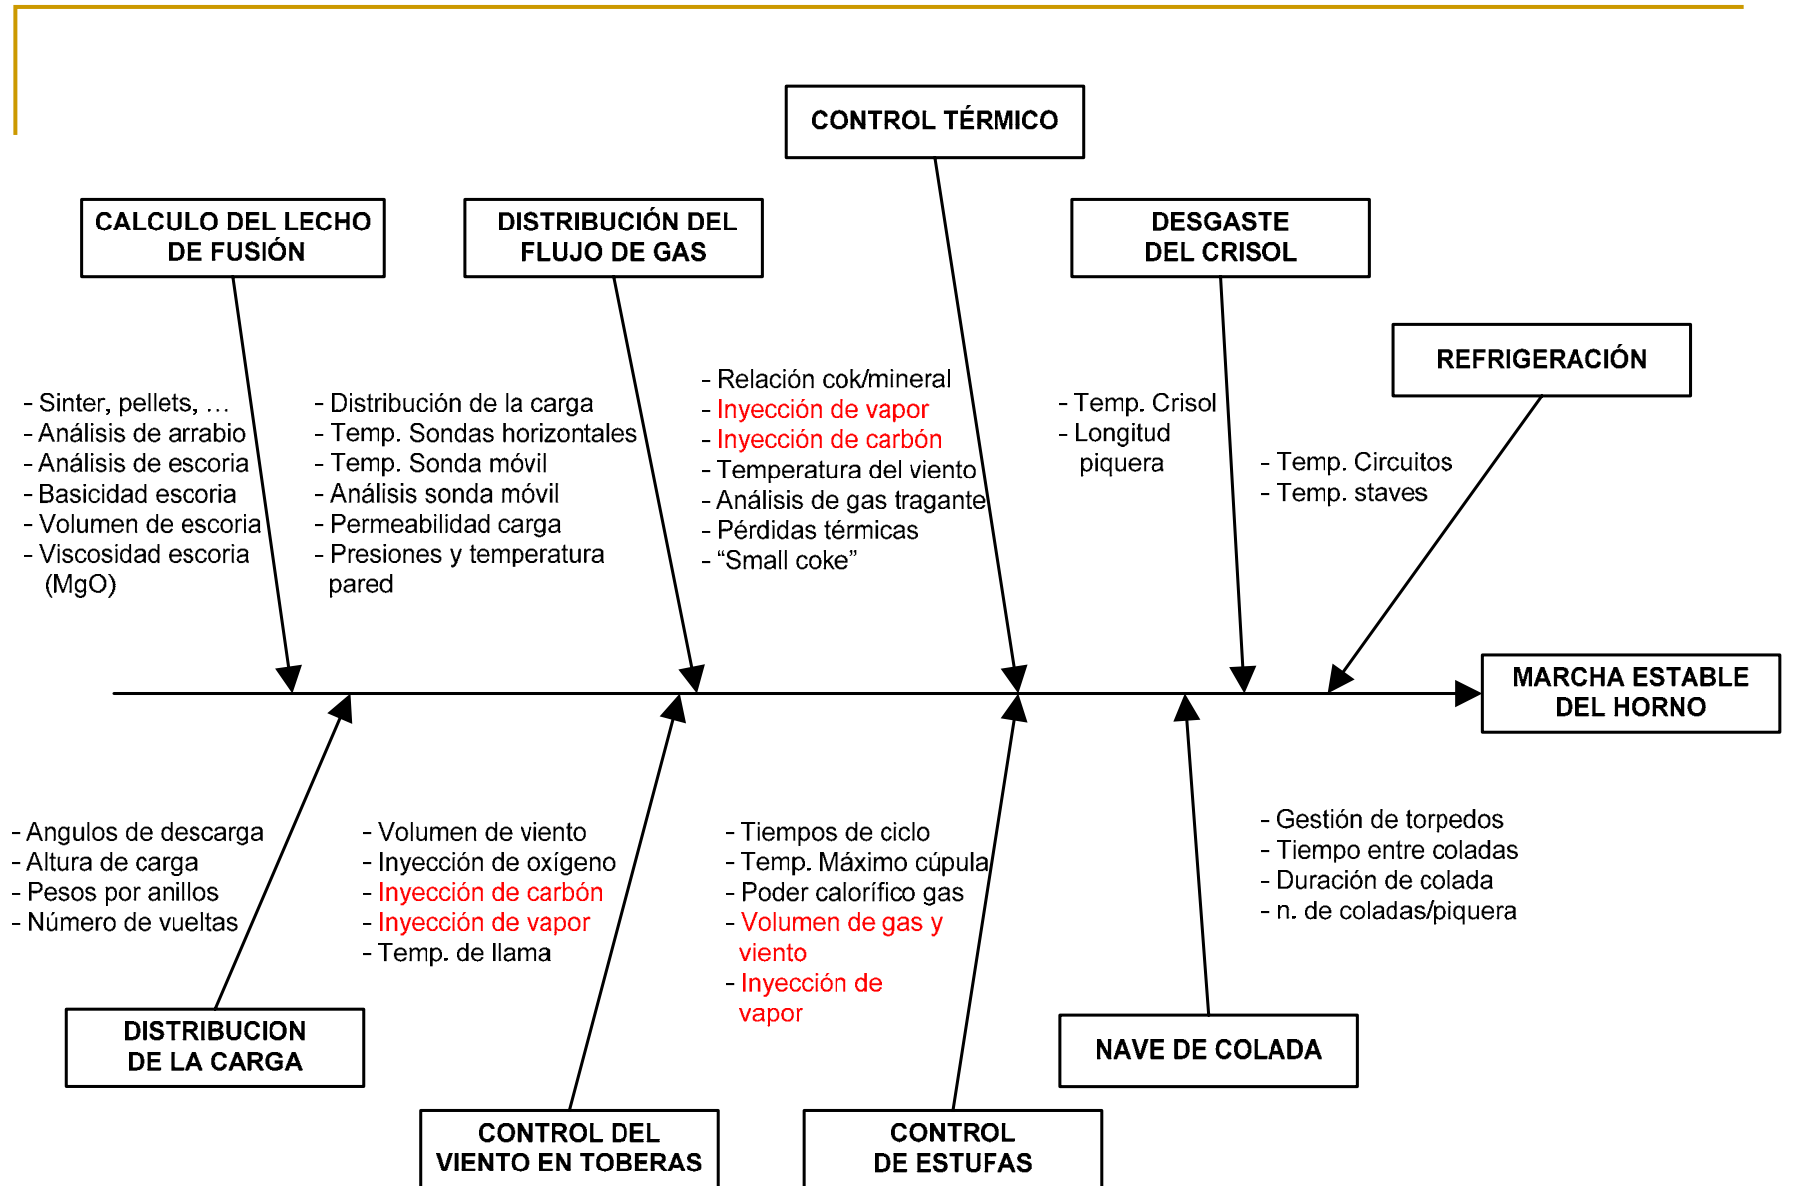 CONTROL TÉRMICO
CALCULO DEL LECHO
DE FUSIÓN
DISTRIBUCIÓN DEL
FLUJO DE GAS
DESGASTE
DEL CRISOL
REFRIGERACIÓN
- Sinter, pellets, …
- Análisis de arrabio
- Análisis de escoria
- Basicidad escoria
- Volumen de escoria
- Viscosidad escoria
(MgO)
- Distribución de la carga
- Temp. Sondas horizontales
- Temp. Sonda móvil
- Análisis sonda móvil
- Permeabilidad carga
- Presiones y temperatura
pared
- Relación cok/mineral
- Inyección de vapor
- Inyección de carbón
- Temperatura del viento
- Análisis de gas tragante
- Pérdidas térmicas
- “Small coke”
- Temp. Crisol
- Longitud
piquera
- Temp. Circuitos
- Temp. staves
MARCHA ESTABLE
DEL HORNO
- Angulos de descarga
- Altura de carga
- Pesos por anillos
- Número de vueltas
- Volumen de viento
- Inyección de oxígeno
- Inyección de carbón
- Inyección de vapor
- Temp. de llama
- Tiempos de ciclo
- Temp. Máximo cúpula
- Poder calorífico gas
- Volumen de gas y
viento
- Inyección de
vapor
- Gestión de torpedos
- Tiempo entre coladas
- Duración de colada
- n. de coladas/piquera
DISTRIBUCION
DE LA CARGA
CONTROL DEL
VIENTO EN TOBERAS
CONTROL
DE ESTUFAS
NAVE DE COLADA